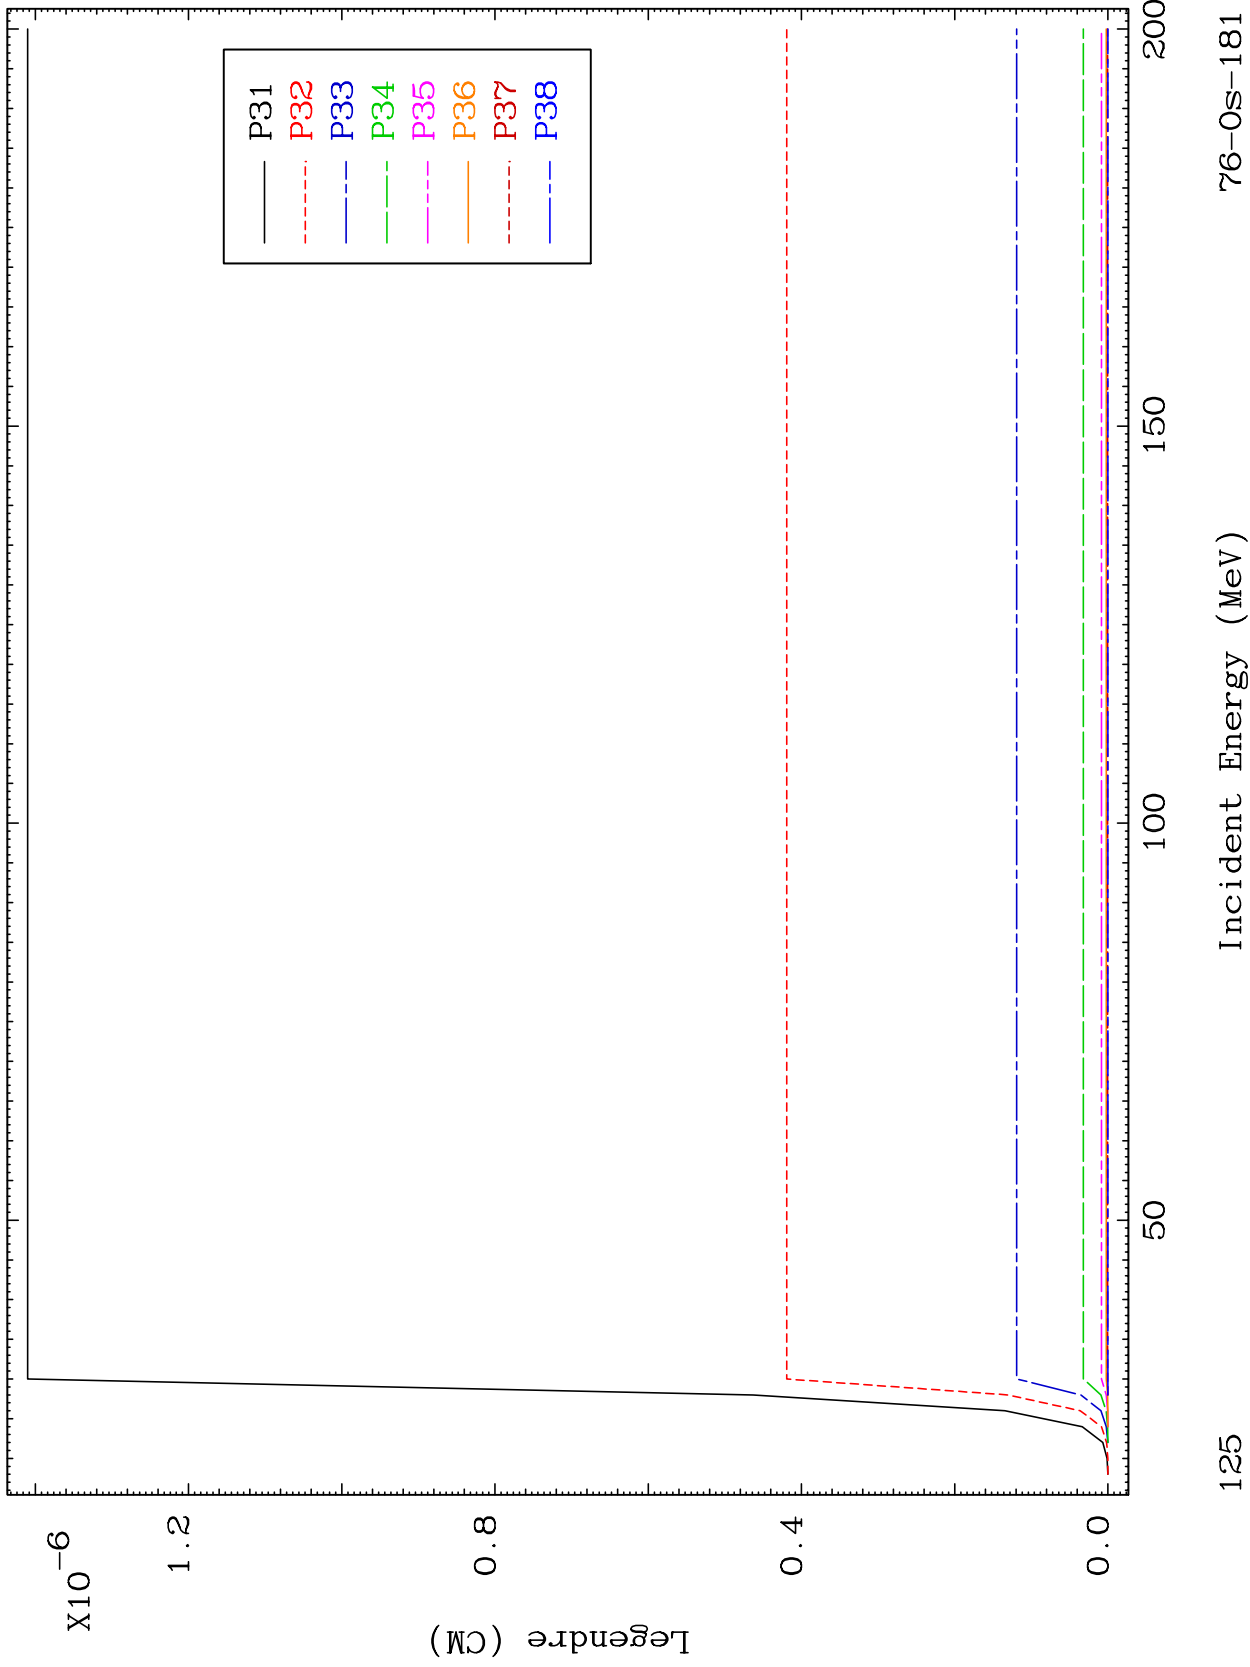 X10-6
1.2
0.8
0.4
0.0
Legendre (CM)
P31
P32
P33
P34
P35
P36
P37
P38
50
100
150
200
125
Incident Energy (MeV)
76-Os-181